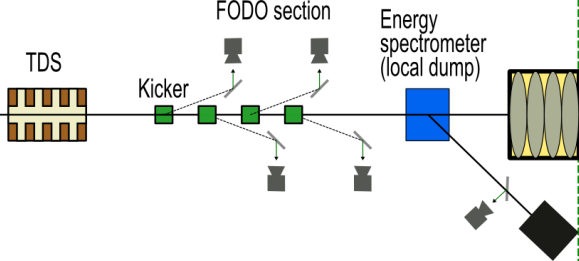 FODO section
Energy
spectrometer
(local dump)
TDS
Kicker